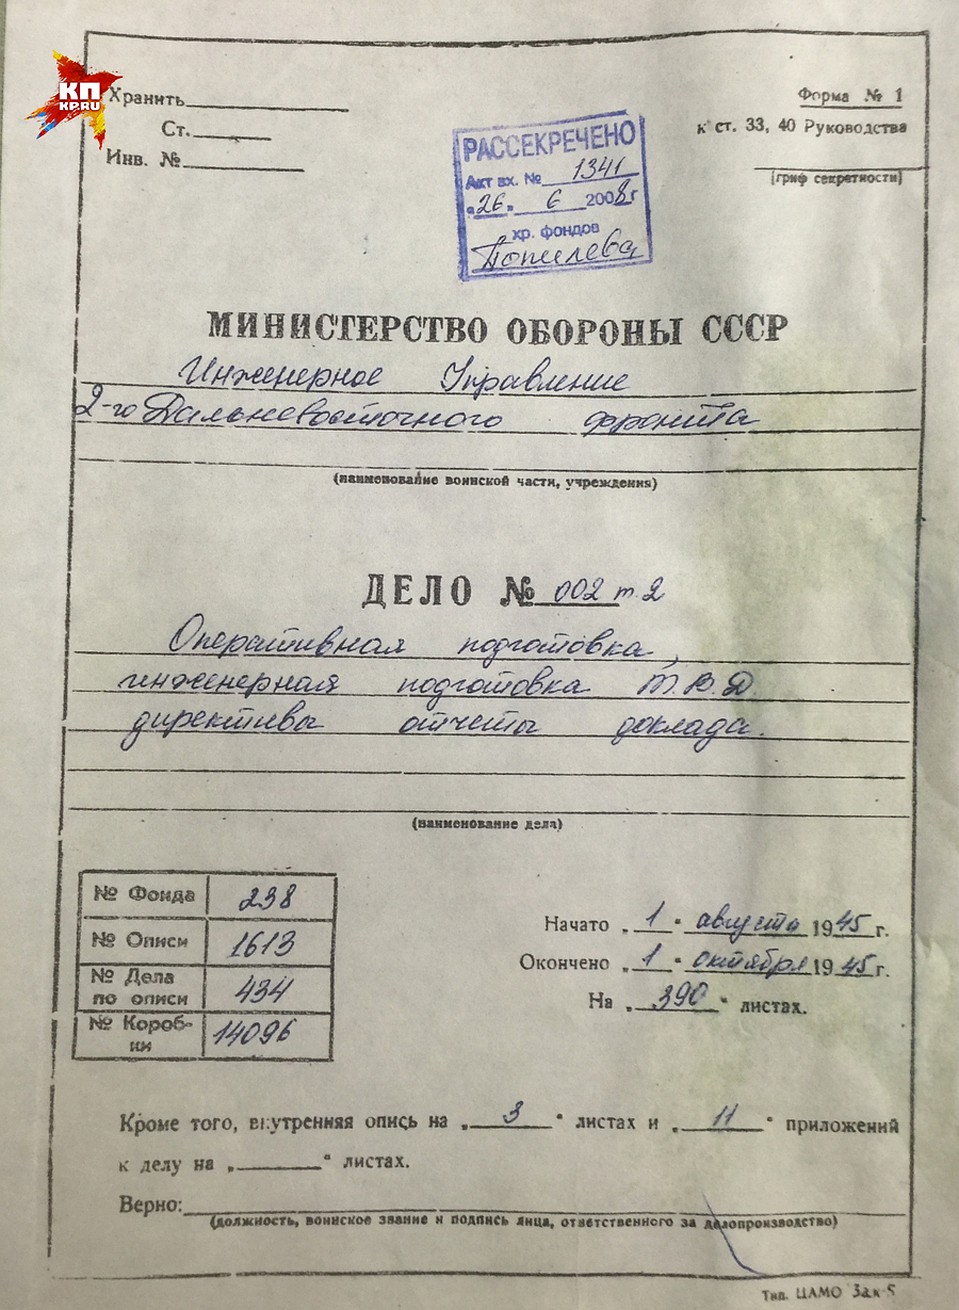 КП
KP.RU
Хранить
Ст.
Инв. №
Форма № 1
к ст. 33, 40 Руководства
(гриф секретности)
РАССЕКРЕЧЕНО
Акт вх. № 1341
"26" 6 2008г
хр. фондов
МИНИСТЕРСТВО ОБОРОНЫ СССР
Инженерное Управление
2-го Дальневосточного фронта
(наименование воинской части, учреждения)
ДЕЛО № 002 т. 2
Оперативная подготовка,
инженерная подготовка Т.В.Д.
директивы отчеты доклада.
(наименование дела)
№ Фонда 238
№ Описи 1613
№ Дела по описи 434
№ Короб-ки 14096
Начато „1" августа 1945 г.
Окончено „1" октября 1945 г.
На „390" листах.
Кроме того, внутренняя опись на „3" листах и „11" приложений
к делу на „ " листах.
Верно:
(должность, воинское звание и подпись лица, ответственного за делопроизводство)
Тип. ЦАМО Зак 5